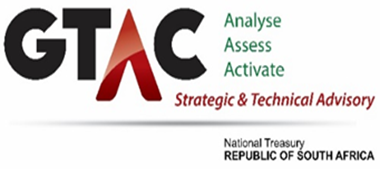 GTAC
Analyse
Assess
Activate
Strategic & Technical Advisory
National Treasury
REPUBLIC OF SOUTH AFRICA